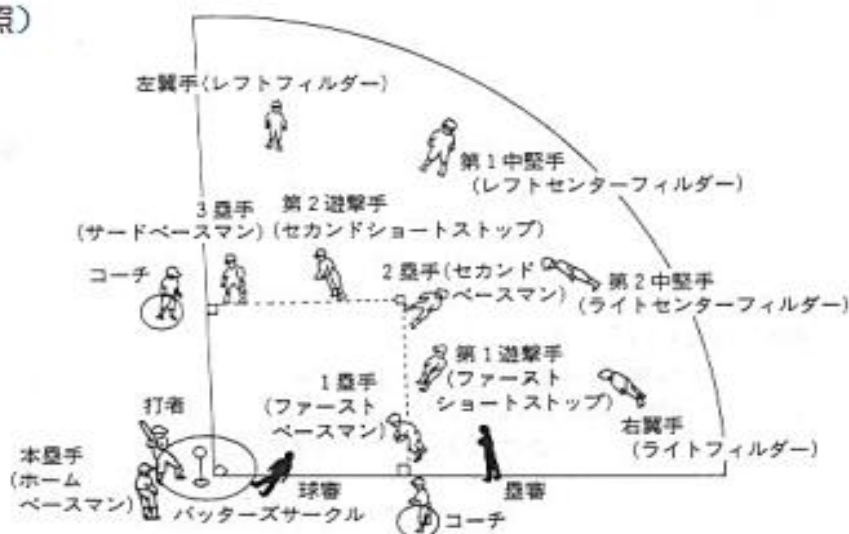 照)
左翼手(レフトフィルダー)
第1中堅手
(レフトセンターフィルダー)
3塁手
(サードベースマン)
第2遊撃手
(セカンドショートストップ)
コーチ
2塁手(セカンド
ベースマン)
第2中堅手
(ライトセンターフィルダー)
第1遊撃手
(ファースト
ショートストップ)
1塁手
(ファースト
ベースマン)
打者
右翼手
(ライトフィルダー)
本塁手
(ホーム
ベースマン)
球審
塁審
バッターズサークル
コーチ